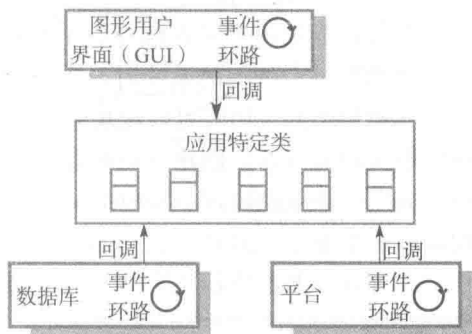 图形用户 事件
界面（GUI） 环路
回调
应用特定类
回调
回调
数据库 事件
环路
平台 事件
环路